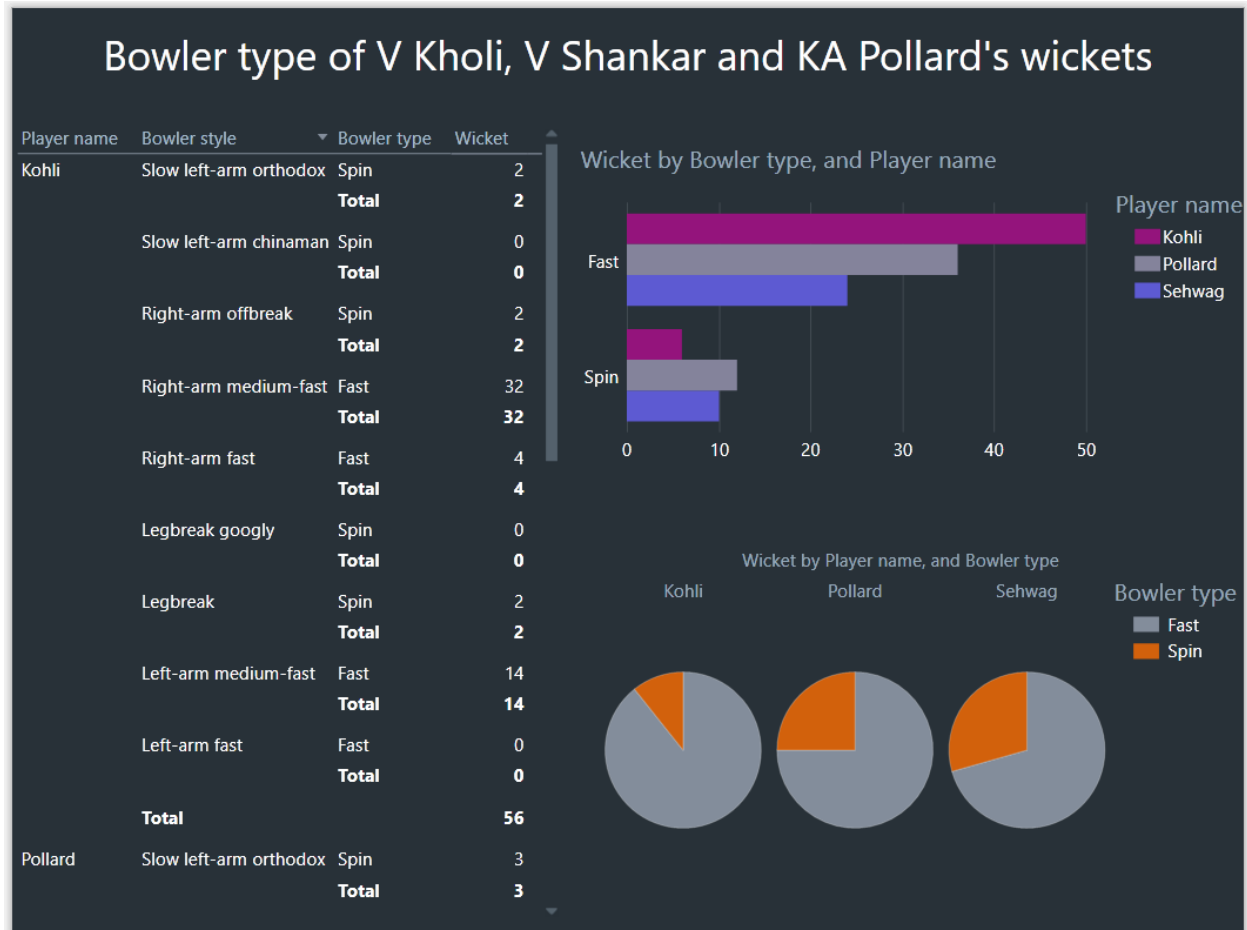 Bowler type of V Kholi, V Shankar and KA Pollard's wickets
Player name Bowler style Bowler type Wicket
Kohli Slow left-arm orthodox Spin 2
Total 2
Slow left-arm chinaman Spin 0
Total 0
Right-arm offbreak Spin 2
Total 2
Right-arm medium-fast Fast 32
Total 32
Right-arm fast Fast 4
Total 4
Legbreak googly Spin 0
Total 0
Legbreak Spin 2
Total 2
Left-arm medium-fast Fast 14
Total 14
Left-arm fast Fast 0
Total 0
Total 56
Pollard Slow left-arm orthodox Spin 3
Total 3
Wicket by Bowler type, and Player name
Player name
Kohli
Pollard
Sehwag
Fast
Spin
0 10 20 30 40 50
Wicket by Player name, and Bowler type
Kohli Pollard Sehwag
Bowler type
Fast
Spin